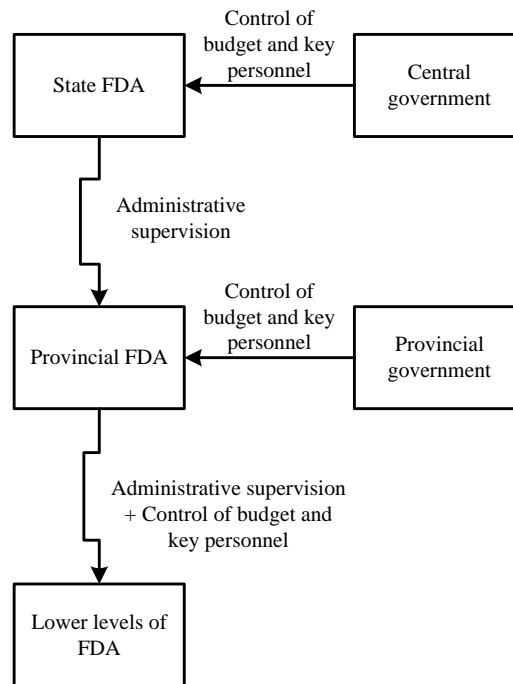 Control of
budget and key
personnel
State FDA
Central
government
Administrative
supervision
Control of
budget and key
personnel
Provincial FDA
Provincial
government
Administrative supervision
+ Control of budget and
key personnel
Lower levels of
FDA